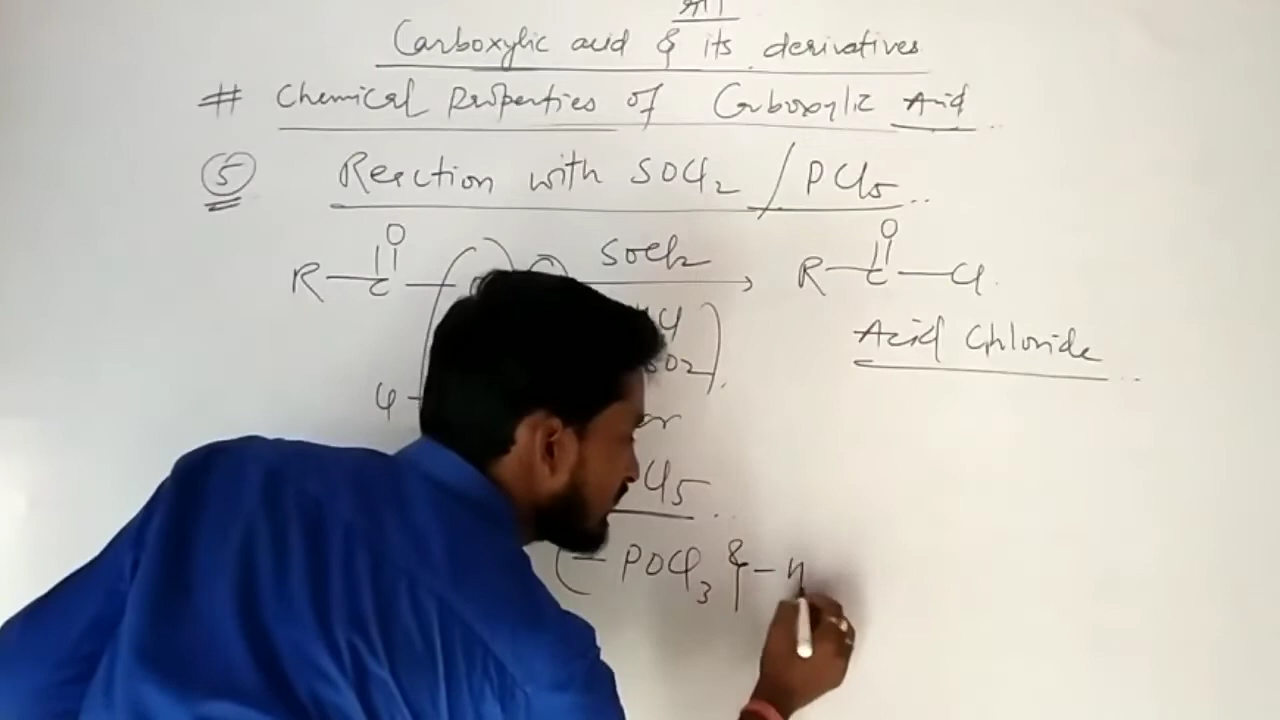 श्री
Carboxylic acid & its derivatives
# Chemical Properties of Carboxylic Acid
⑤ Reaction with SOCl2 / PCl5
O
R-C- SOCl2 → R-C-Cl
O
Acid Chloride
SO2)
or
Cl5
(- POCl3 & - H